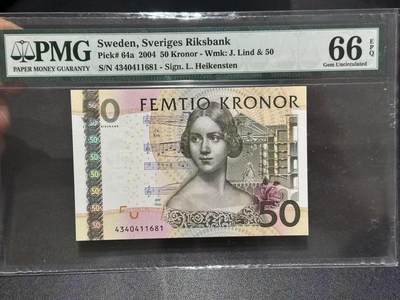 PMG
PAPER MONEY GUARANTY
Sweden, Sveriges Riksbank
Pick# 64a 2004 50 Kronor - Wmk: J. Lind & 50
S/N 4340411681 - Sign. L. Heikensten
66 EPQ
Gem Uncirculated
50 FEMTIO KRONOR
50
4340411681